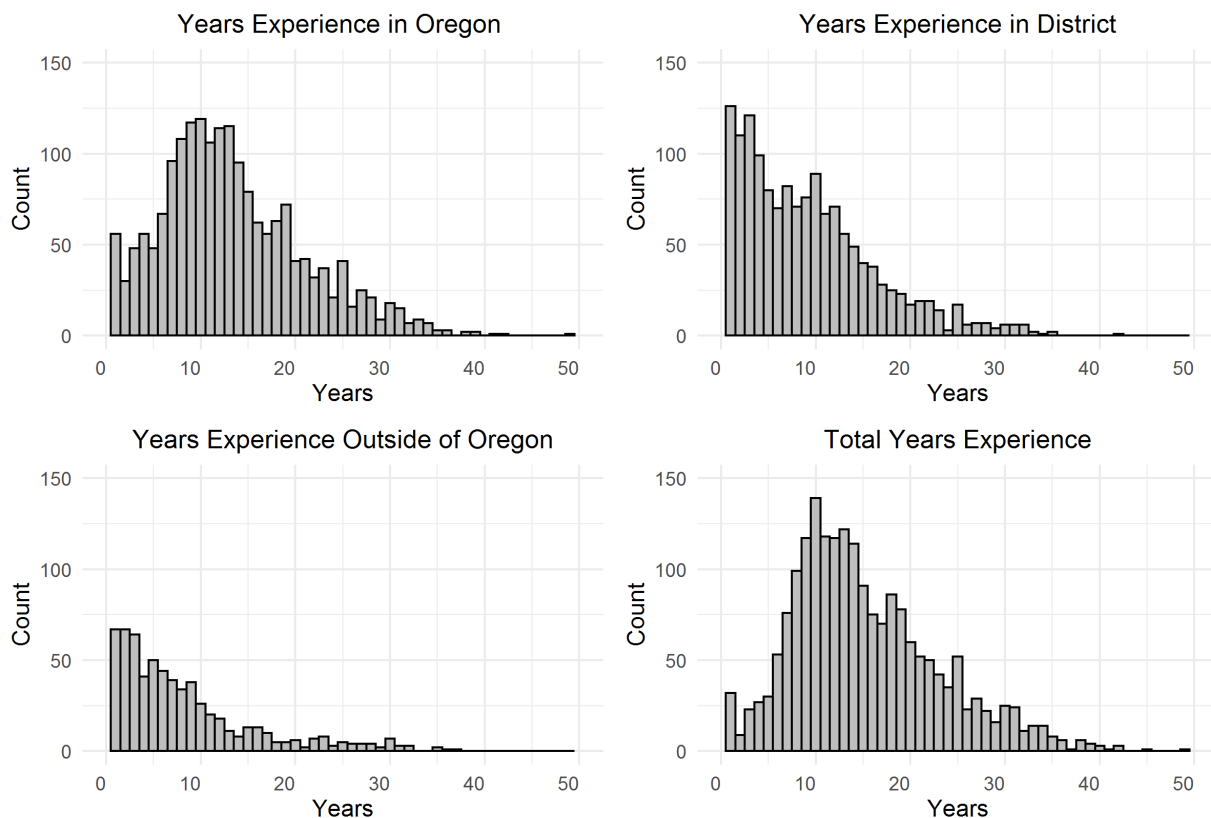 Years Experience in Oregon
150
100
50
0
Count
0 10 20 30 40 50
Years
Years Experience in District
150
100
50
0
Count
0 10 20 30 40 50
Years
Years Experience Outside of Oregon
150
100
50
0
Count
0 10 20 30 40 50
Years
Total Years Experience
150
100
50
0
Count
0 10 20 30 40 50
Years